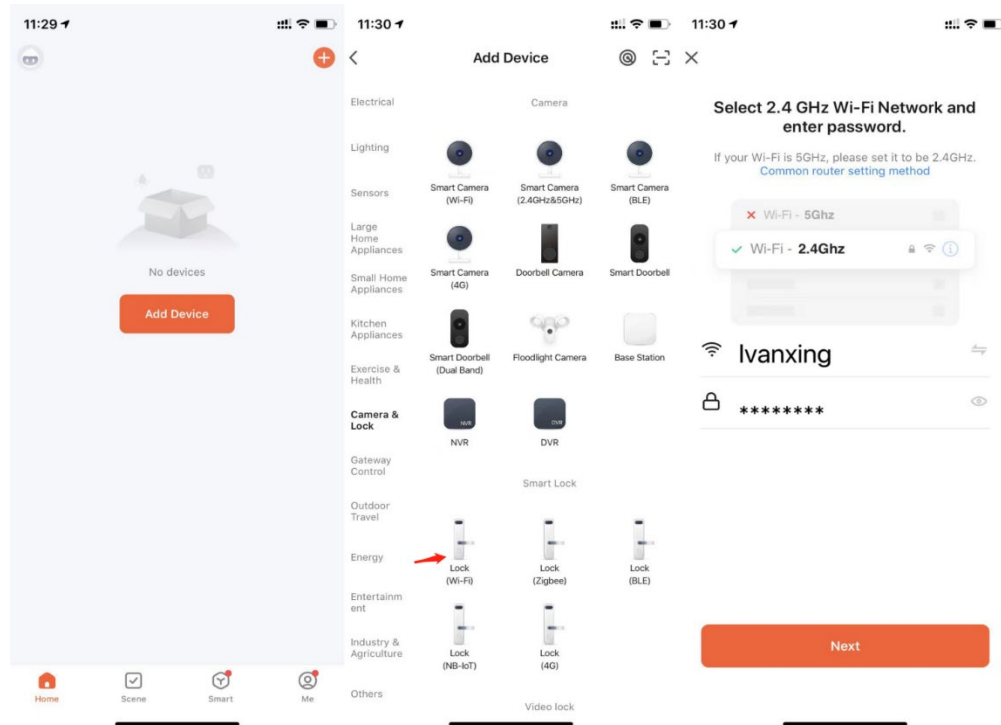 11:29
No devices
Add Device
Home
Scene
Smart
Me
11:30
Add Device
Electrical
Lighting
Sensors
Large
Home
Appliances
Small Home
Appliances
Kitchen
Appliances
Exercise &
Health
Camera &
Lock
Gateway
Control
Outdoor
Travel
Energy
Entertainm
ent
Industry &
Agriculture
Others
Camera
Smart Camera
(Wi-Fi)
Smart Camera
(2.4GHz&5GHz)
Smart Camera
(BLE)
Smart Camera
(4G)
Doorbell Camera
Smart Doorbell
Smart Doorbell
(Dual Band)
Floodlight Camera
Base Station
NVR
NVR
DVR
DVR
Smart Lock
Lock
(Wi-Fi)
Lock
(Zigbee)
Lock
(BLE)
Lock
(NB-IoT)
Lock
(4G)
Video lock
11:30
Select 2.4 GHz Wi-Fi Network and
enter password.
If your Wi-Fi is 5GHz, please set it to be 2.4GHz.
Common router setting method
Wi-Fi - 5Ghz
Wi-Fi - 2.4Ghz
lvanxing
********
Next